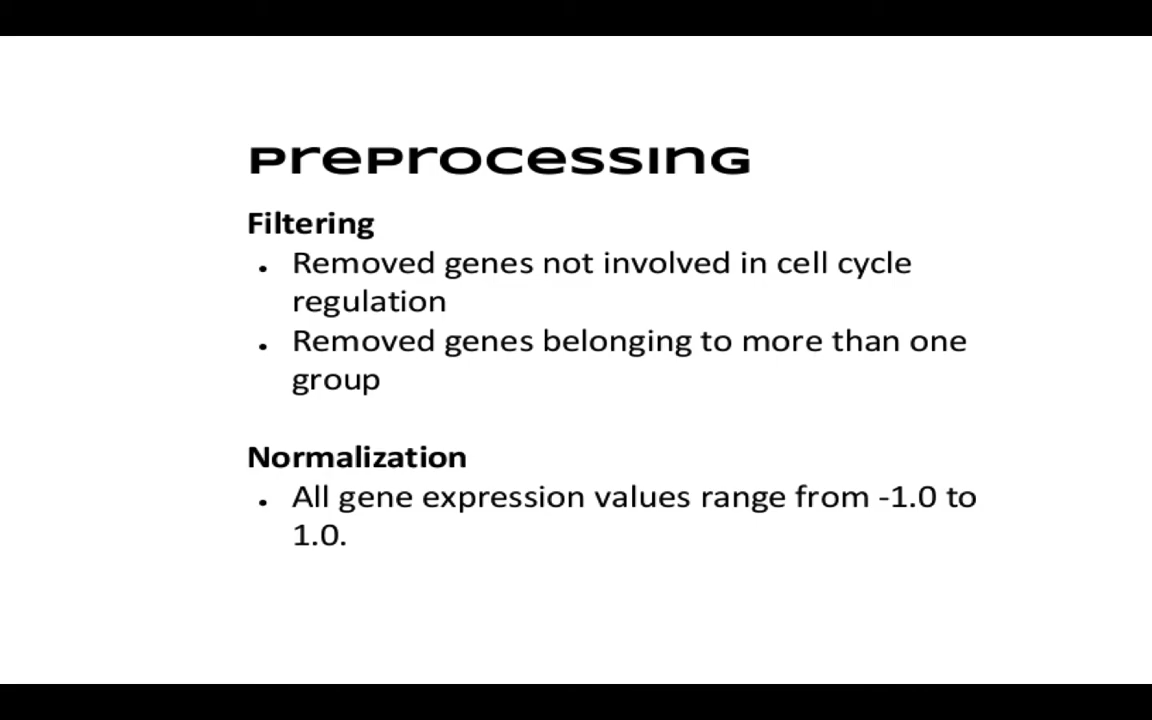 PreProcessing
Filtering
• Removed genes not involved in cell cycle
regulation
• Removed genes belonging to more than one
group
Normalization
• All gene expression values range from -1.0 to
1.0.